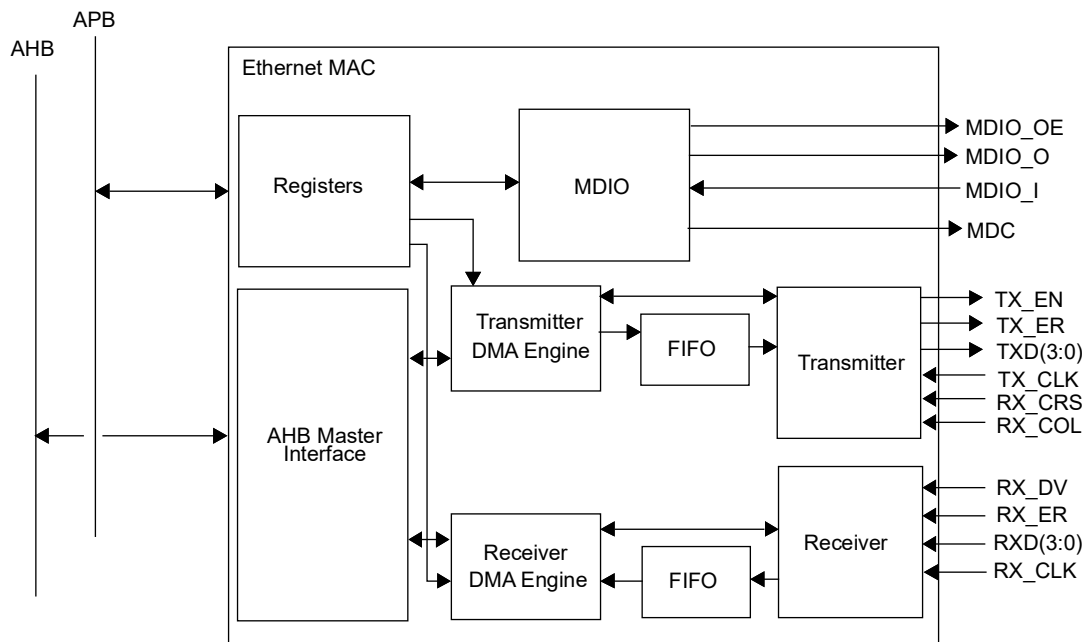 APB
AHB
Ethernet MAC
Registers
MDIO
MDIO_OE
MDIO_O
MDIO_I
MDC
Transmitter
DMA Engine
FIFO
Transmitter
TX_EN
TX_ER
TXD(3:0)
TX_CLK
RX_CRS
RX_COL
AHB Master
Interface
Receiver
DMA Engine
FIFO
Receiver
RX_DV
RX_ER
RXD(3:0)
RX_CLK